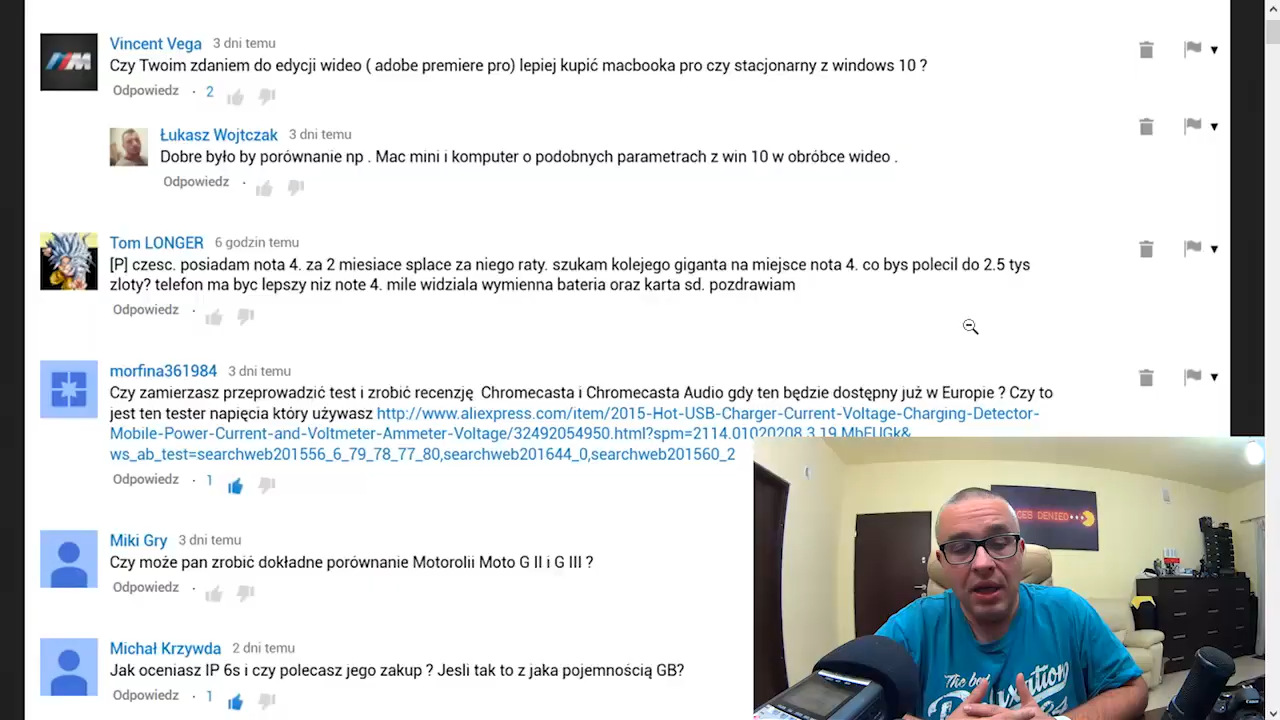 Vincent Vega 3 dni temu
Czy Twoim zdaniem do edycji wideo ( adobe premiere pro) lepiej kupić macbooka pro czy stacjonarny z windows 10 ?
Odpowiedz · 2
Łukasz Wojtczak 3 dni temu
Dobre było by porównanie np . Mac mini i komputer o podobnych parametrach z win 10 w obróbce wideo .
Odpowiedz ·
Tom LONGER 6 godzin temu
[P] czesc. posiadam nota 4. za 2 miesiace splace za niego raty. szukam kolejego giganta na miejsce nota 4. co bys polecil do 2.5 tys
zloty? telefon ma byc lepszy niz note 4. mile widziala wymienna bateria oraz karta sd. pozdrawiam
Odpowiedz ·
morfina361984 3 dni temu
Czy zamierzasz przeprowadzić test i zrobić recenzję Chromecasta i Chromecasta Audio gdy ten będzie dostępny już w Europie ? Czy to
jest ten tester napięcia który używasz http://www.aliexpress.com/item/2015-Hot-USB-Charger-Current-Voltage-Charging-Detector-
Mobile-Power-Current-and-Voltmeter-Ammeter-Voltage/32492054950.html?spm=2114.01020208.3.19.MbEUGk&
ws_ab_test=searchweb201556_6_79_78_77_80,searchweb201644_0,searchweb201560_2
Odpowiedz · 1
Miki Gry 3 dni temu
Czy może pan zrobić dokładne porównanie Motorolii Moto G II i G III ?
Odpowiedz ·
Michał Krzywda 2 dni temu
Jak oceniasz IP 6s i czy polecasz jego zakup ? Jesli tak to z jaka pojemnością GB?
Odpowiedz · 1
DENIED
The best
Canon